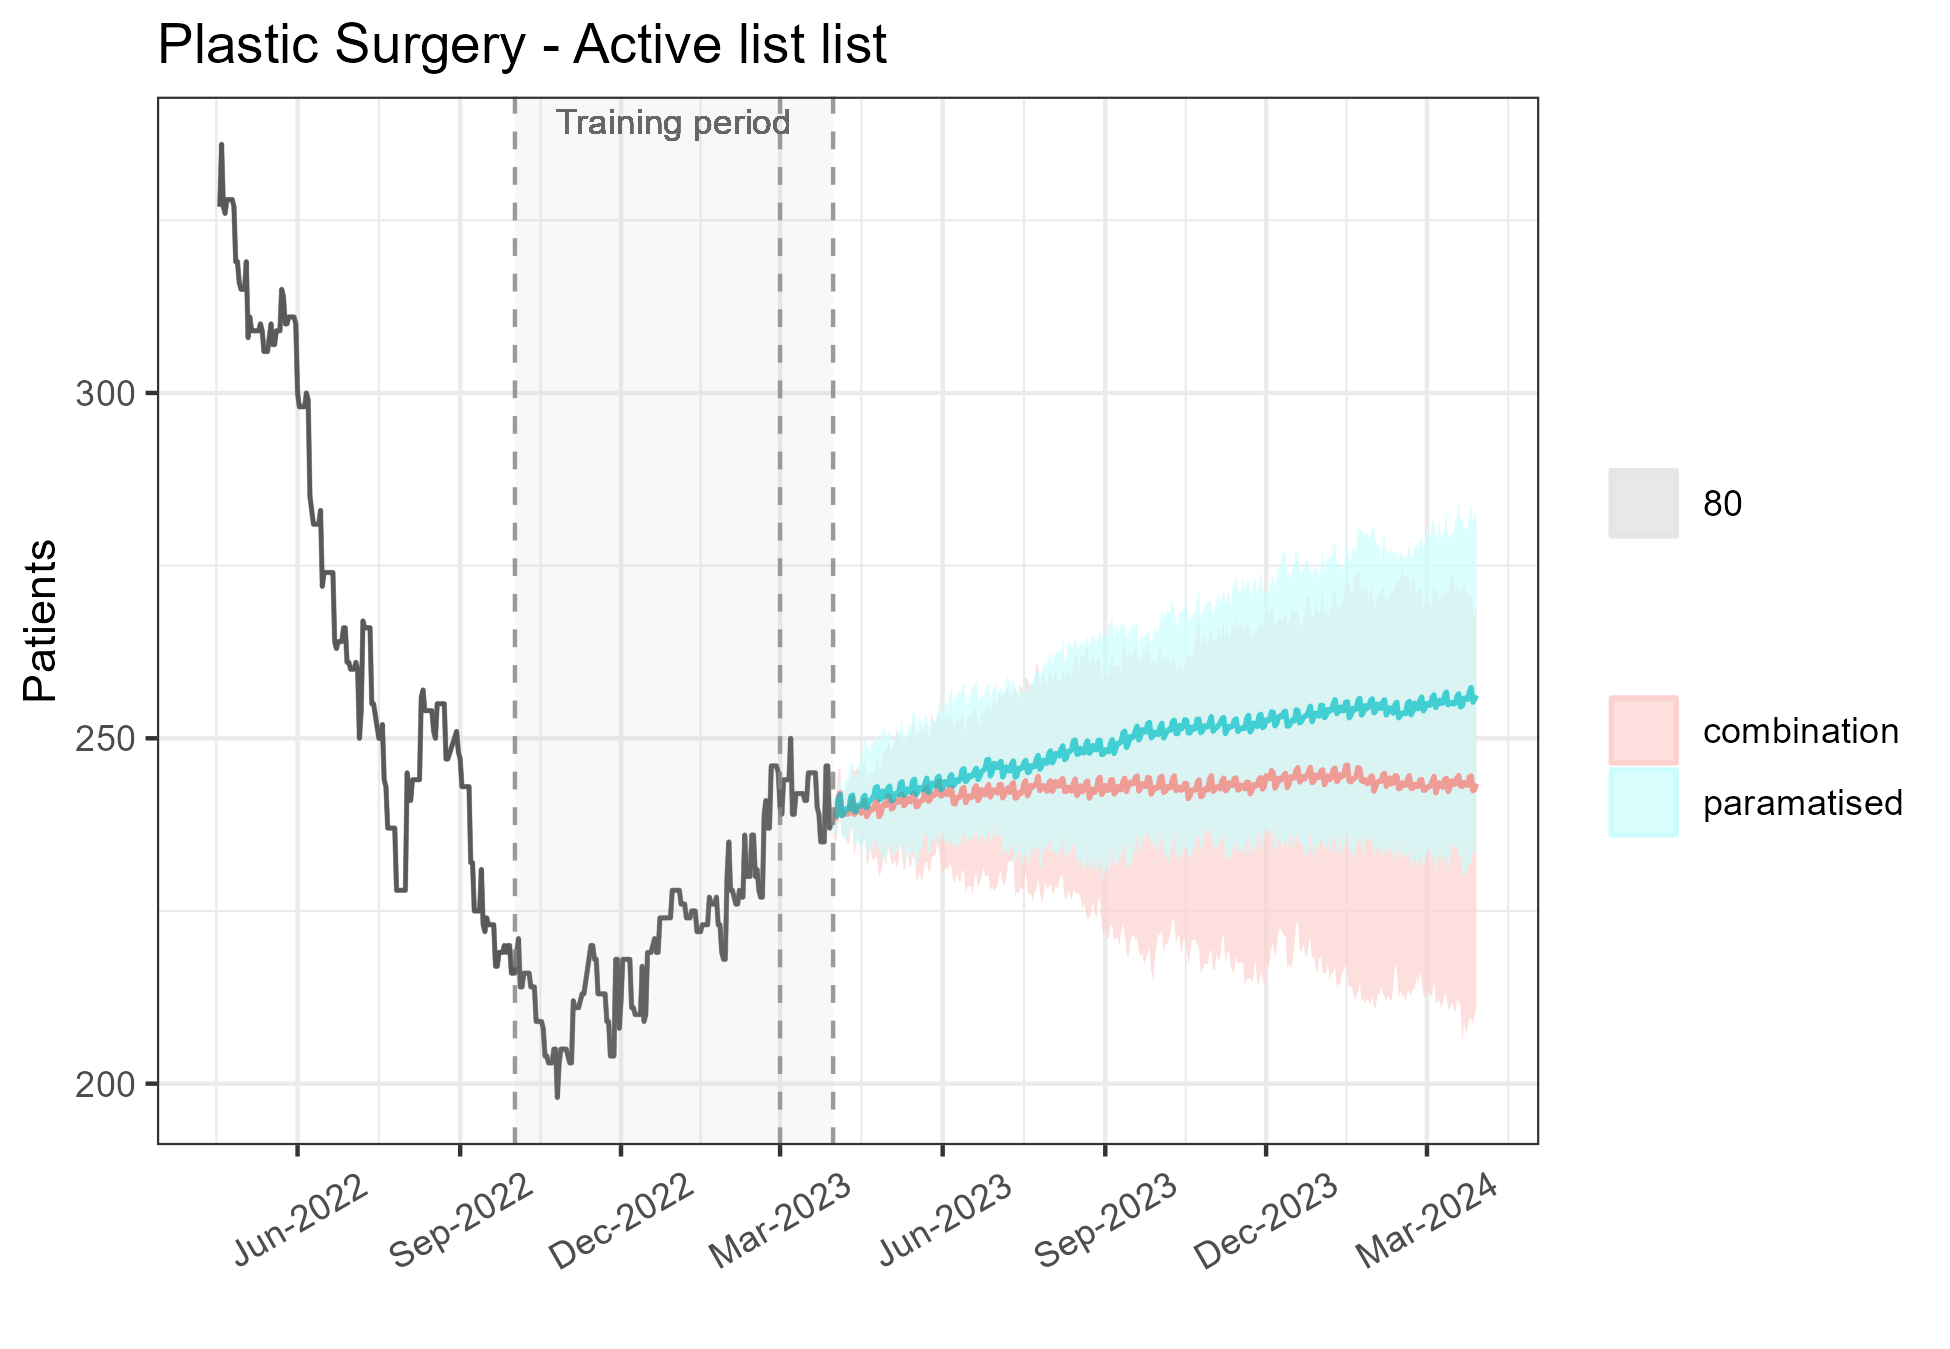 Plastic Surgery - Active list list
Training period
Patients
300
250
200
Jun-2022
Sep-2022
Dec-2022
Mar-2023
Jun-2023
Sep-2023
Dec-2023
Mar-2024
80
combination
paramatised